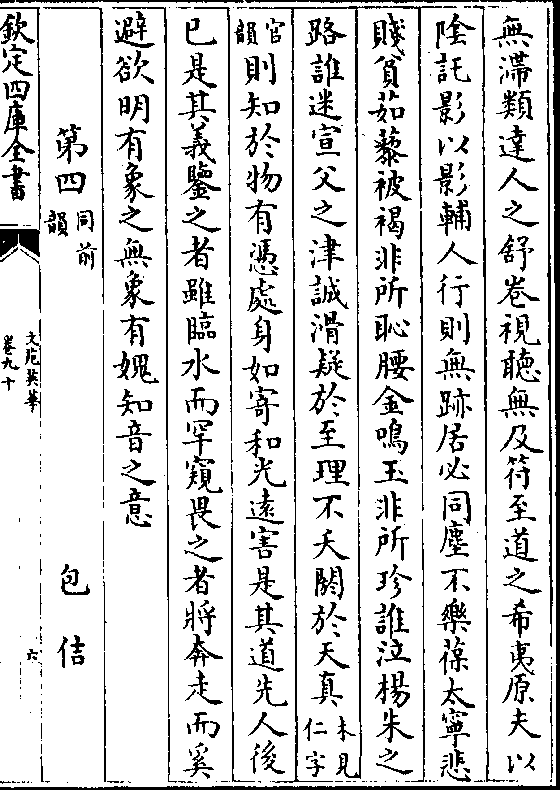 無滯類達人之舒卷視聽無及符至道之希夷原夫以
陰託影以影輔人行則無跡居必同塵不樂葆太寧悲
賤貧茹藜被褐非所恥腰金鳴玉非所珍誰泣楊朱之
路誰迷宣父之津誠滑疑於至理不夭閼於天真未見仁字
官韻則知於物有憑處身如寄和光遠害是其道先人後
已是其義鑒之者雖臨水而罕窺畏之者將奔走而奚
避欲明有象之無象有媿知音之意
第四同前韻 包佶
欽定四庫全書
文苑英華
卷九十
六